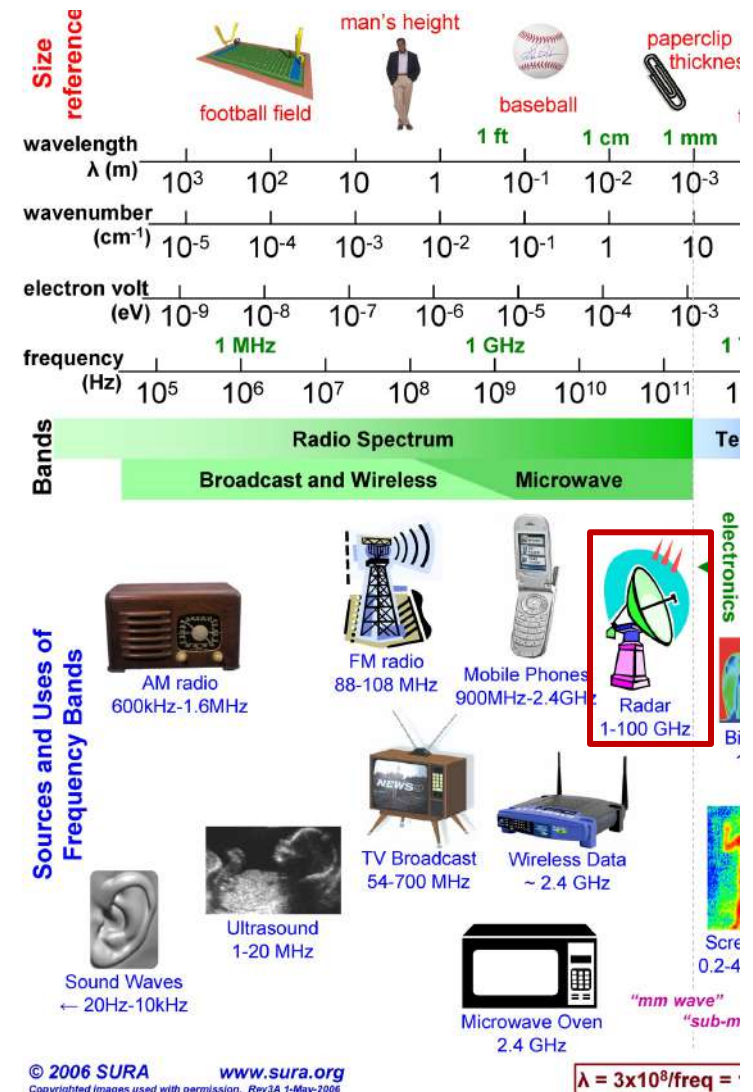 Size
reference
man's height
paperclip
football field
baseball
wavelength
λ (m)
1 ft
1 cm
1 mm
10³
10²
10
1
10⁻¹
10⁻²
10⁻³
wavenumber
(cm⁻¹)
10⁻⁵
10⁻⁴
10⁻³
10⁻²
10⁻¹
1
10
electron volt
(eV)
10⁻⁹
10⁻⁸
10⁻⁷
10⁻⁶
10⁻⁵
10⁻⁴
10⁻³
1 MHz
1 GHz
frequency
(Hz)
10⁵
10⁶
10⁷
10⁸
10⁹
10¹⁰
10¹¹
Bands
Radio Spectrum
Broadcast and Wireless
Microwave
electronics
Sources and Uses of
Frequency Bands
AM radio
600kHz-1.6MHz
FM radio
88-108 MHz
Mobile Phones
900MHz-2.4GHz
Radar
1-100 GHz
NEWS
TV Broadcast
54-700 MHz
Wireless Data
~ 2.4 GHz
Ultrasound
1-20 MHz
Sound Waves
← 20Hz-10kHz
Microwave Oven
2.4 GHz
"mm wave"
© 2006 SURA www.sura.org
Copyrighted images used with permission. Rev3A 1-May-2006
λ = 3x10⁸/freq =